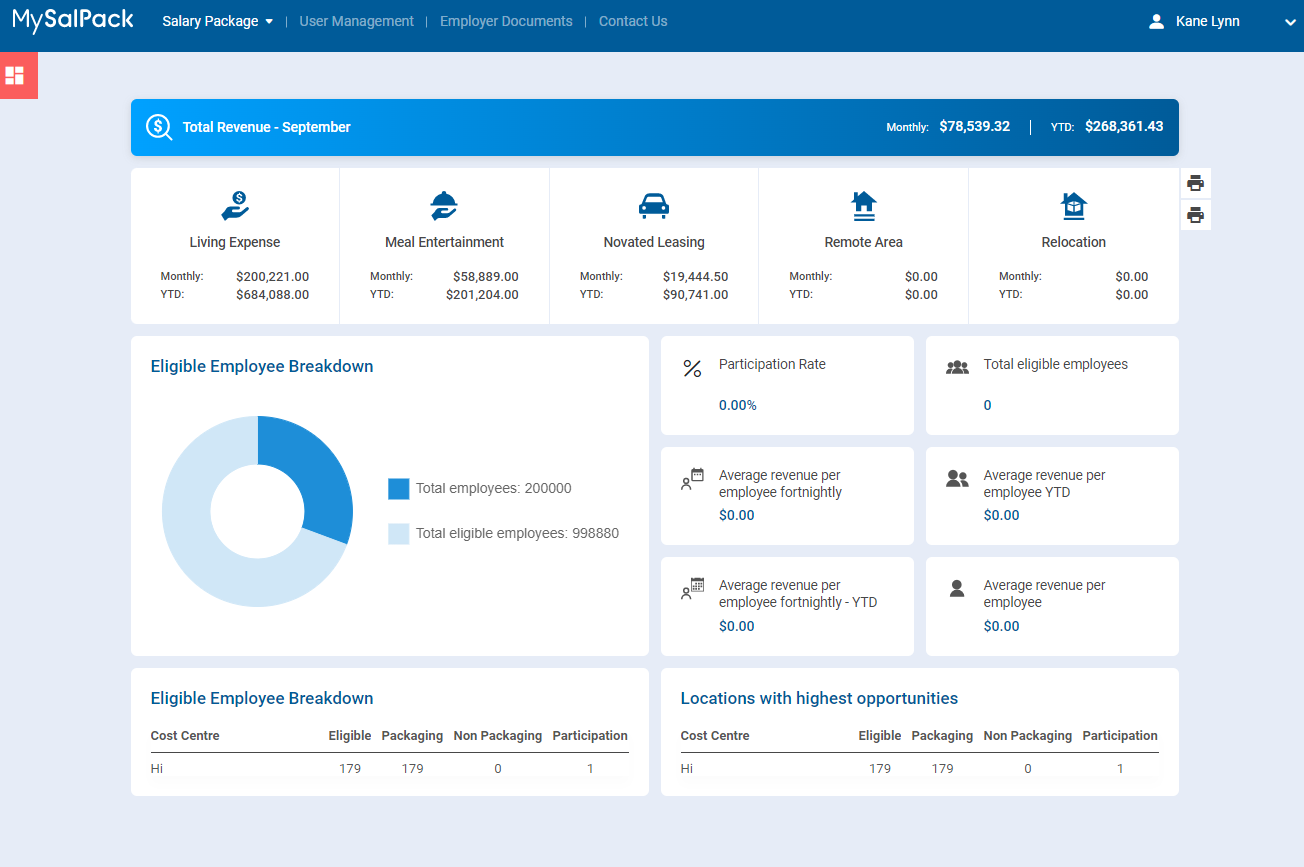 MySalPack Salary Package | User Management | Employer Documents | Contact Us Kane Lynn
Total Revenue - September Monthly: $78,539.32 | YTD: $268,361.43
Living Expense
Monthly: $200,221.00
YTD: $684,088.00
Meal Entertainment
Monthly: $58,889.00
YTD: $201,204.00
Novated Leasing
Monthly: $19,444.50
YTD: $90,741.00
Remote Area
Monthly: $0.00
YTD: $0.00
Relocation
Monthly: $0.00
YTD: $0.00
Eligible Employee Breakdown
Total employees: 200000
Total eligible employees: 998880
Participation Rate
0.00%
Total eligible employees
0
Average revenue per
employee fortnightly
$0.00
Average revenue per
employee YTD
$0.00
Average revenue per
employee fortnightly - YTD
$0.00
Average revenue per
employee
$0.00
Eligible Employee Breakdown
Cost Centre Eligible Packaging Non Packaging Participation
Hi 179 179 0 1
Locations with highest opportunities
Cost Centre Eligible Packaging Non Packaging Participation
Hi 179 179 0 1